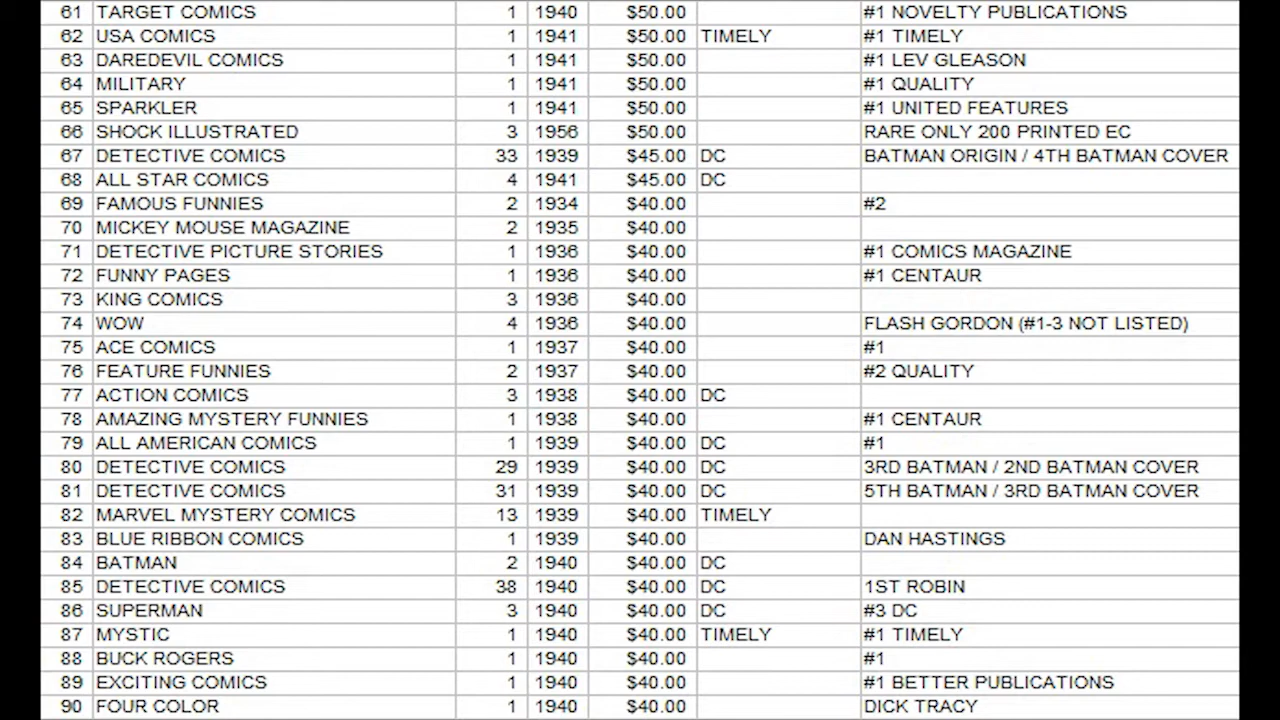 61 TARGET COMICS 1 1940 $50.00 #1 NOVELTY PUBLICATIONS
62 USA COMICS 1 1941 $50.00 TIMELY #1 TIMELY
63 DAREDEVIL COMICS 1 1941 $50.00 #1 LEV GLEASON
64 MILITARY 1 1941 $50.00 #1 QUALITY
65 SPARKLER 1 1941 $50.00 #1 UNITED FEATURES
66 SHOCK ILLUSTRATED 3 1956 $50.00 RARE ONLY 200 PRINTED EC
67 DETECTIVE COMICS 33 1939 $45.00 DC BATMAN ORIGIN / 4TH BATMAN COVER
68 ALL STAR COMICS 4 1941 $45.00 DC
69 FAMOUS FUNNIES 2 1934 $40.00 #2
70 MICKEY MOUSE MAGAZINE 2 1935 $40.00
71 DETECTIVE PICTURE STORIES 1 1936 $40.00 #1 COMICS MAGAZINE
72 FUNNY PAGES 1 1936 $40.00 #1 CENTAUR
73 KING COMICS 3 1936 $40.00
74 WOW 4 1936 $40.00 FLASH GORDON (#1-3 NOT LISTED)
75 ACE COMICS 1 1937 $40.00 #1
76 FEATURE FUNNIES 2 1937 $40.00 #2 QUALITY
77 ACTION COMICS 3 1938 $40.00 DC
78 AMAZING MYSTERY FUNNIES 1 1938 $40.00 #1 CENTAUR
79 ALL AMERICAN COMICS 1 1939 $40.00 DC #1
80 DETECTIVE COMICS 29 1939 $40.00 DC 3RD BATMAN / 2ND BATMAN COVER
81 DETECTIVE COMICS 31 1939 $40.00 DC 5TH BATMAN / 3RD BATMAN COVER
82 MARVEL MYSTERY COMICS 13 1939 $40.00 TIMELY
83 BLUE RIBBON COMICS 1 1939 $40.00 DAN HASTINGS
84 BATMAN 2 1940 $40.00 DC
85 DETECTIVE COMICS 38 1940 $40.00 DC 1ST ROBIN
86 SUPERMAN 3 1940 $40.00 DC #3 DC
87 MYSTIC 1 1940 $40.00 TIMELY #1 TIMELY
88 BUCK ROGERS 1 1940 $40.00 #1
89 EXCITING COMICS 1 1940 $40.00 #1 BETTER PUBLICATIONS
90 FOUR COLOR 1 1940 $40.00 DICK TRACY